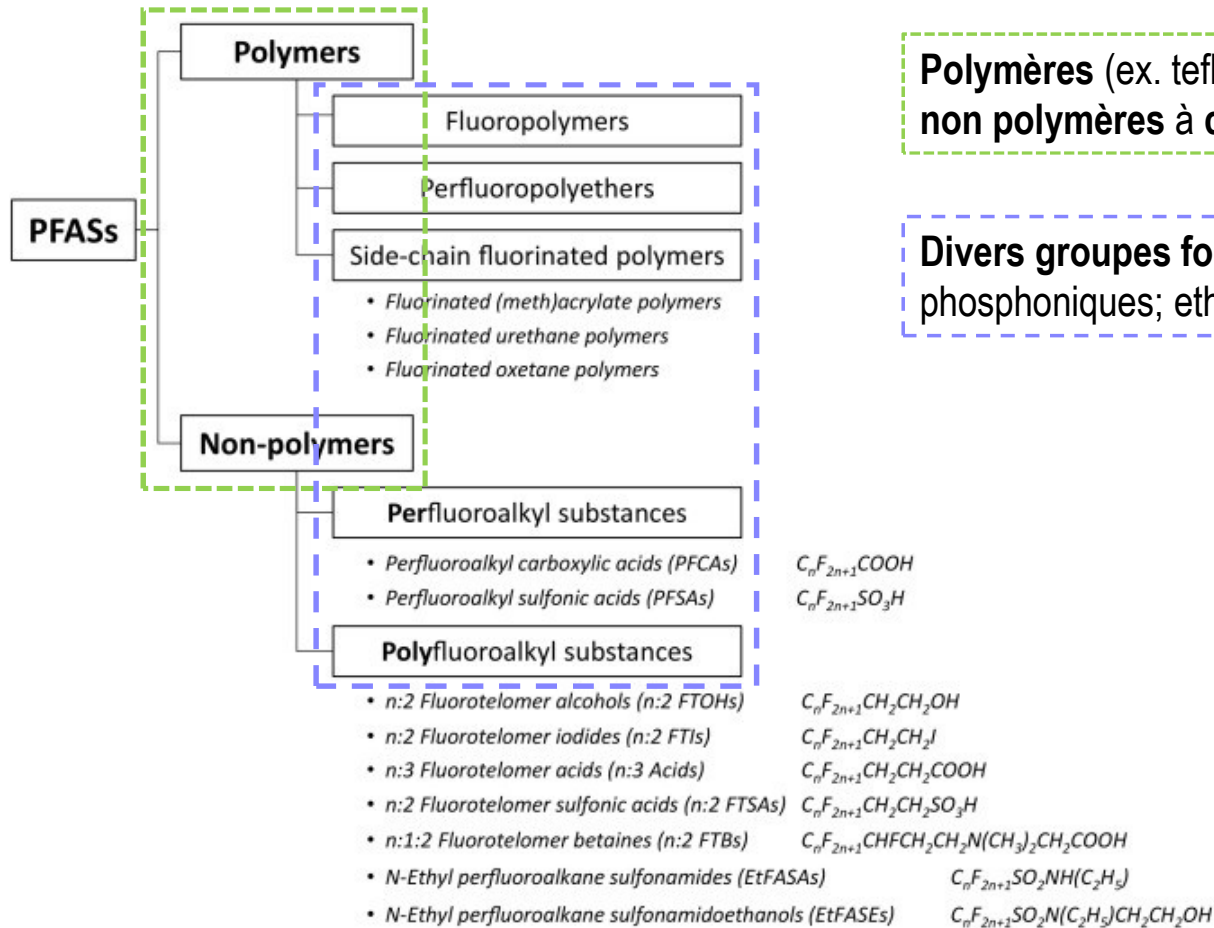 Polymers
Fluoropolymers
Perfluoropolyethers
PFASs
Side-chain fluorinated polymers
• Fluorinated (meth)acrylate polymers
• Fluorinated urethane polymers
• Fluorinated oxetane polymers
Non-polymers
Perfluoroalkyl substances
• Perfluoroalkyl carboxylic acids (PFCAs) CnF2n+1COOH
• Perfluoroalkyl sulfonic acids (PFSAs) CnF2n+1SO3H
Polyfluoroalkyl substances
• n:2 Fluorotelomer alcohols (n:2 FTOHs) CnF2n+1CH2CH2OH
• n:2 Fluorotelomer iodides (n:2 FTIs) CnF2n+1CH2CH2I
• n:3 Fluorotelomer acids (n:3 Acids) CnF2n+1CH2CH2COOH
• n:2 Fluorotelomer sulfonic acids (n:2 FTSAs) CnF2n+1CH2CH2SO3H
• n:1:2 Fluorotelomer betaines (n:2 FTBs) CnF2n+1CHFCH2CH2N(CH3)2CH2COOH
• N-Ethyl perfluoroalkane sulfonamides (EtFASAs) CnF2n+1SO2NH(C2H5)
• N-Ethyl perfluoroalkane sulfonamidoethanols (EtFASEs) CnF2n+1SO2N(C2H5)CH2CH2OH
Polymères (ex.
non polymères à
Divers groupes
phosphoniques;